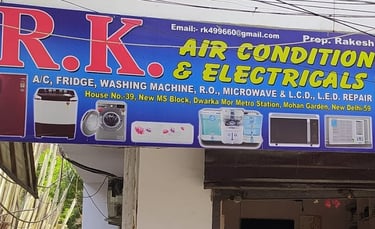 Email:- rk499660@gmail.com
Prop. Rakesh
R.K. AIR CONDITION
& ELECTRICALS
A/C, FRIDGE, WASHING MACHINE, R.O., MICROWAVE & L.C.D., L.E.D. REPAIR
House No.-39, New MS Block, Dwarka Mor Metro Station, Mohan Garden, New Delhi-59